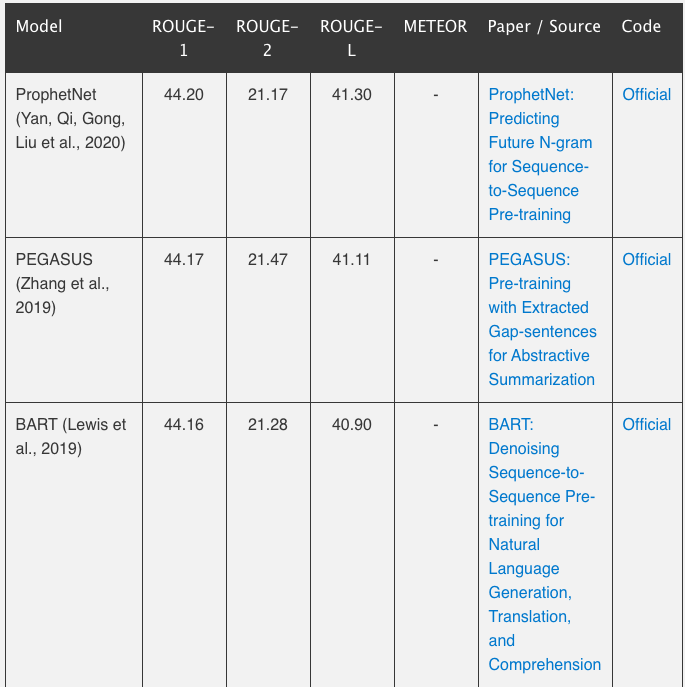 Model ROUGE-1 ROUGE-2 ROUGE-L METEOR Paper / Source Code
ProphetNet (Yan, Qi, Gong, Liu et al., 2020) 44.20 21.17 41.30 - ProphetNet: Predicting Future N-gram for Sequence-to-Sequence Pre-training Official
PEGASUS (Zhang et al., 2019) 44.17 21.47 41.11 - PEGASUS: Pre-training with Extracted Gap-sentences for Abstractive Summarization Official
BART (Lewis et al., 2019) 44.16 21.28 40.90 - BART: Denoising Sequence-to-Sequence Pre-training for Natural Language Generation, Translation, and Comprehension Official